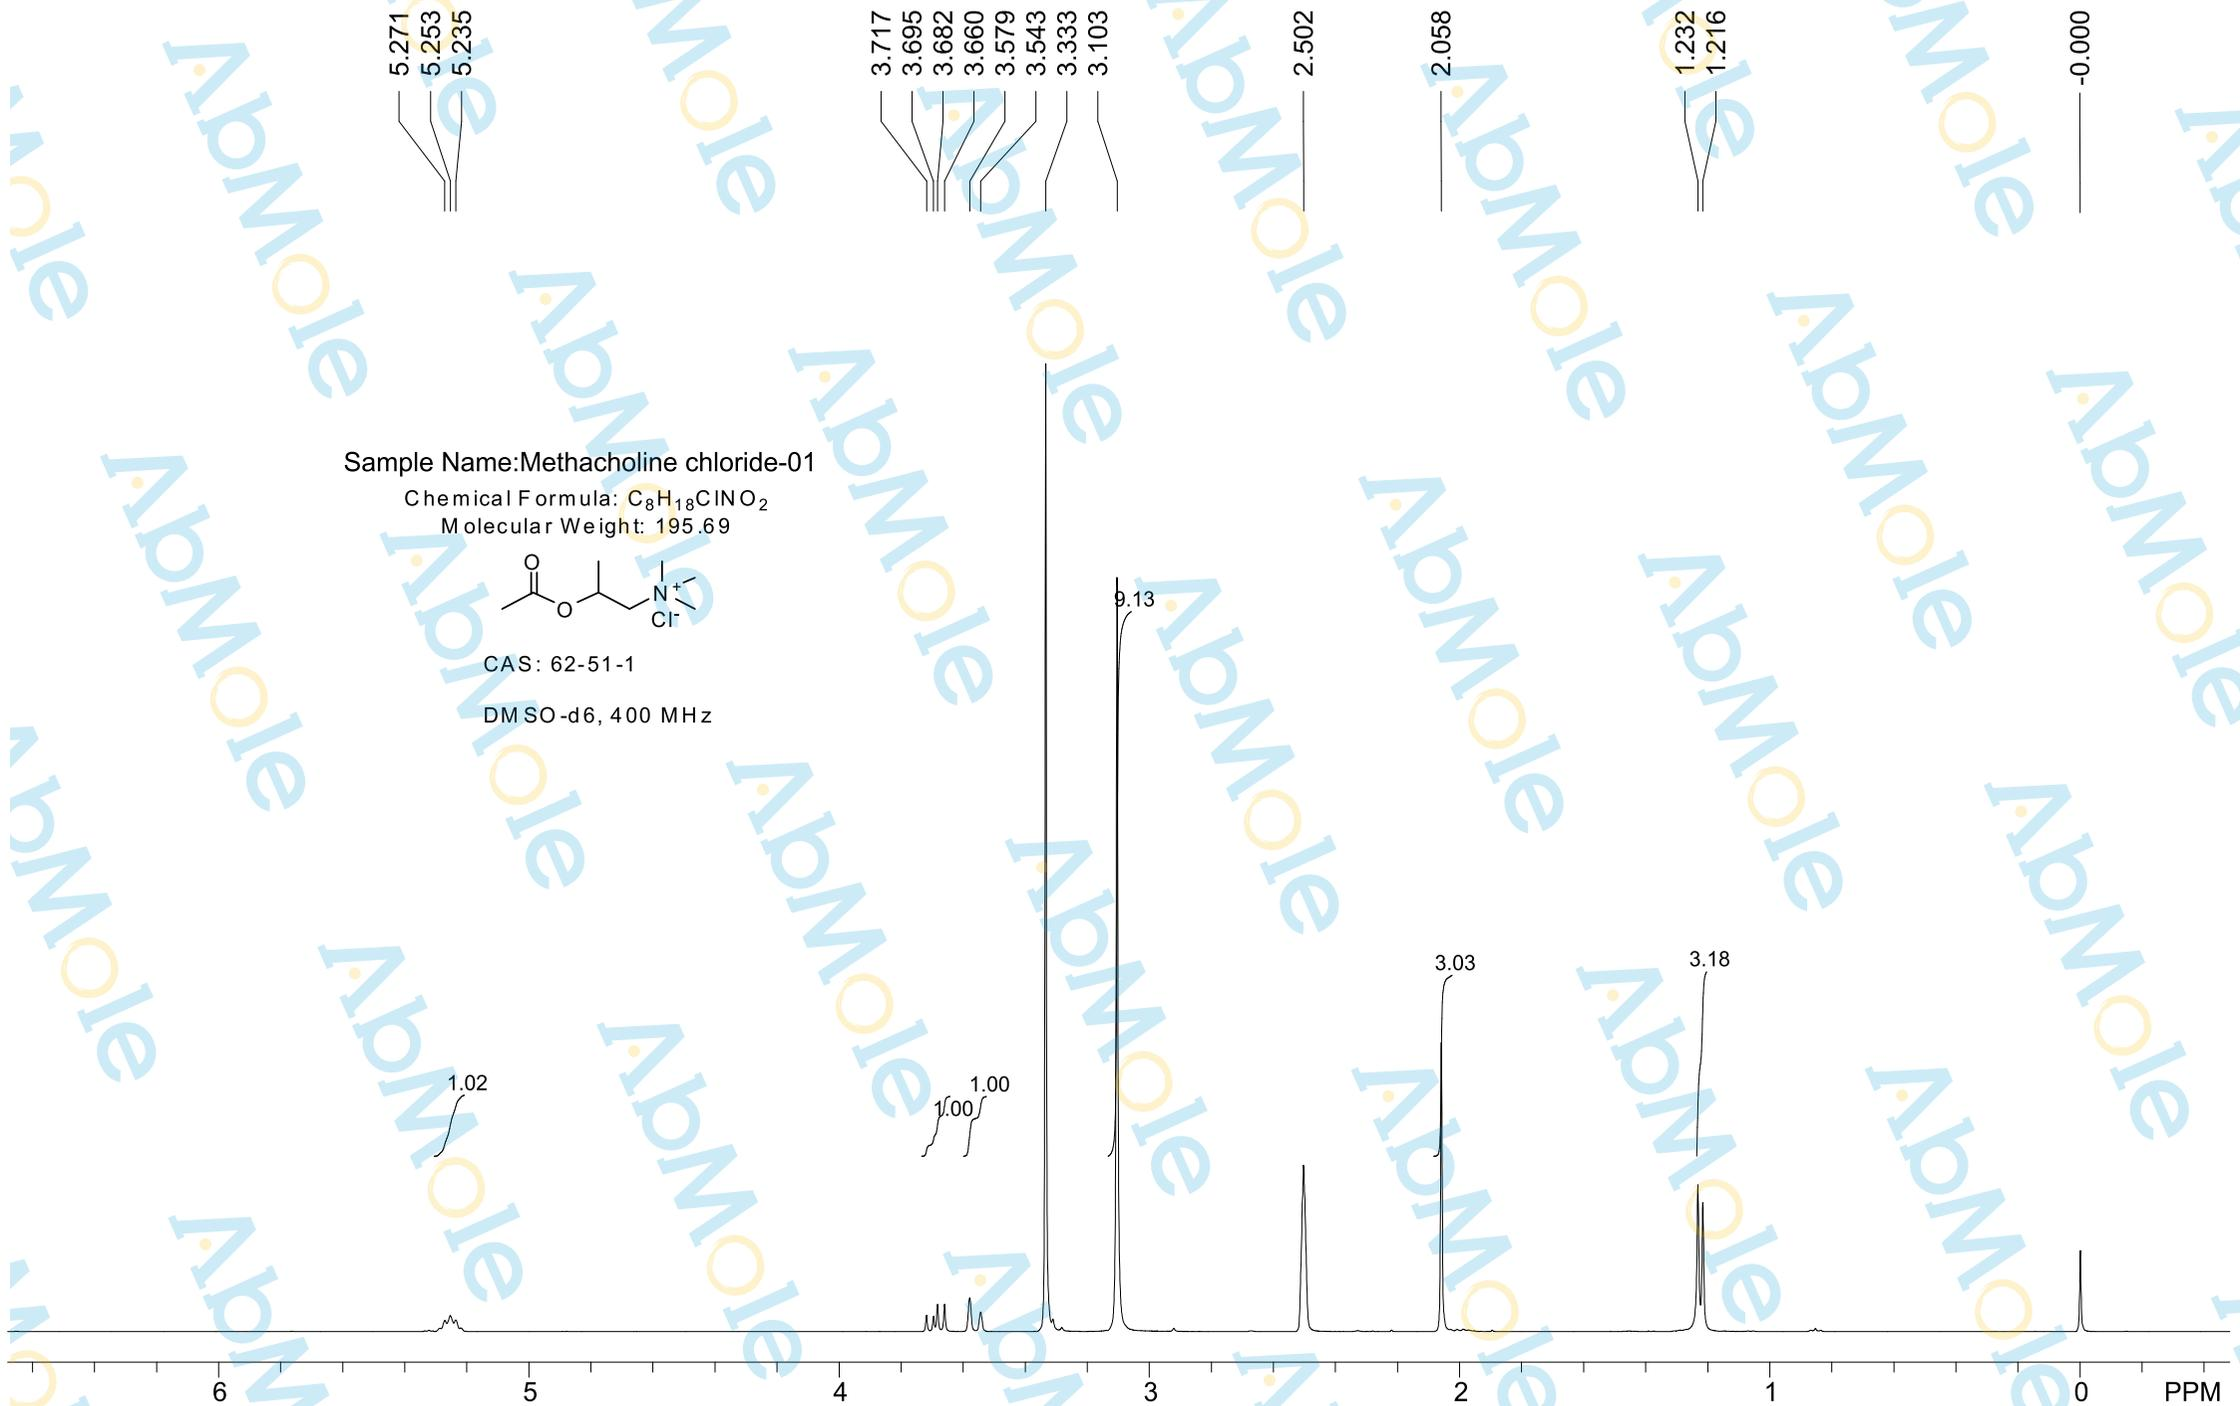 5.271
5.253
5.235
3.717
3.695
3.682
3.660
3.579
3.543
3.333
3.103
2.502
2.058
1.232
1.216
-0.000
Sample Name:Methacholine chloride-01
Chemical Formula: C₈H₁₈ClNO₂
Molecular Weight: 195.69
O
O
N⁺
Cl⁻
CAS: 62-51-1
DMSO-d6, 400 MHz
9.13
3.03
3.18
1.02
1.00
1.00
6 5 4 3 2 1 0 PPM
AbMole